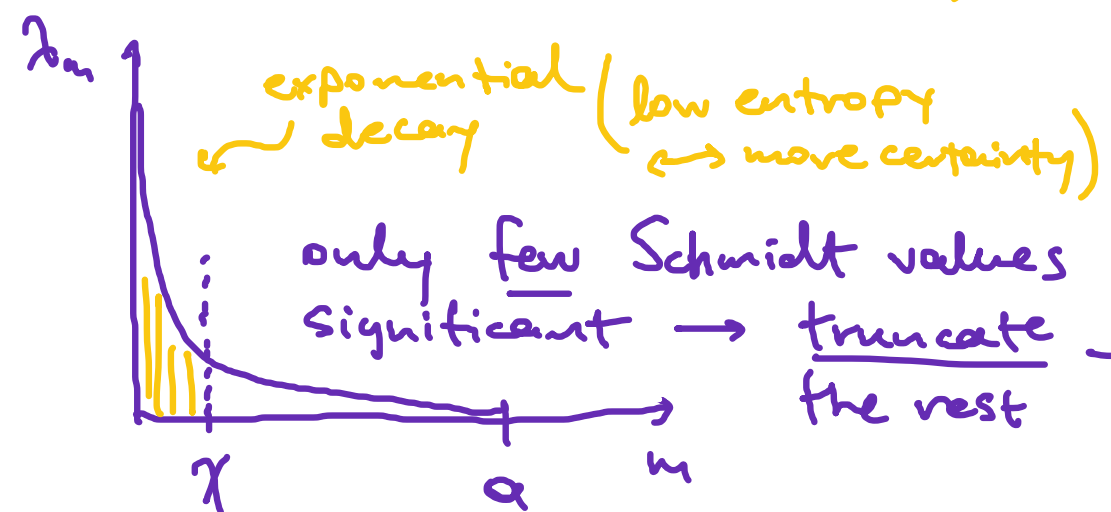 λₘ
exponential (low entropy
decay ↔ more certainty)
only few Schmidt values
significant → truncate
the rest
χ a m